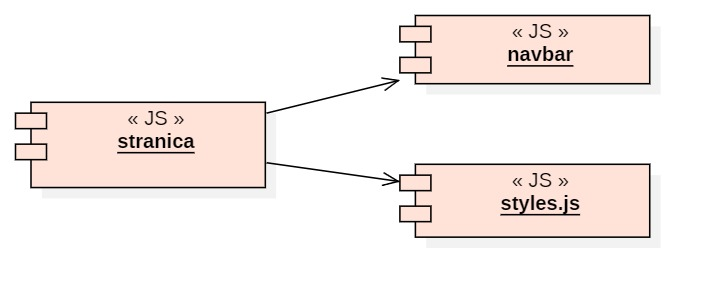 « JS »
navbar
« JS »
stranica
« JS »
styles.js